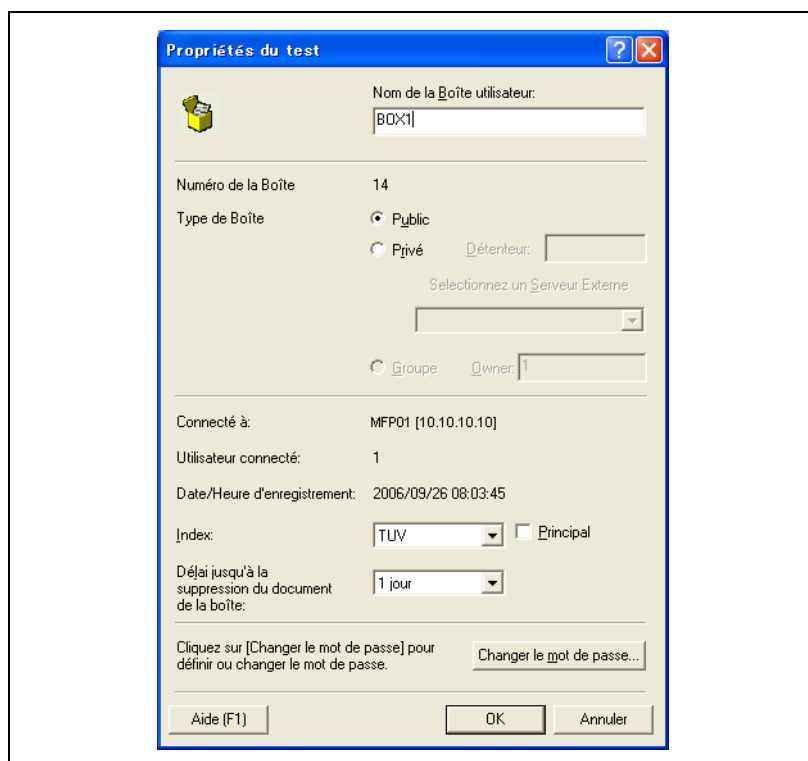 Propriétés du test
Nom de la Boîte utilisateur:
BOX1
Numéro de la Boîte 14
Type de Boîte Public
Privé Détenteur:
Selectionnez un Serveur Externe
Groupe Owner: 1
Connecté à: MFP01 [10.10.10.10]
Utilisateur connecté: 1
Date/Heure d'enregistrement: 2006/09/26 08:03:45
Index: TUV Principal
Délai jusqu'à la
suppression du document 1 jour
de la boîte:
Cliquez sur [Changer le mot de passe] pour
définir ou changer le mot de passe. Changer le mot de passe...
Aide (F1) OK Annuler